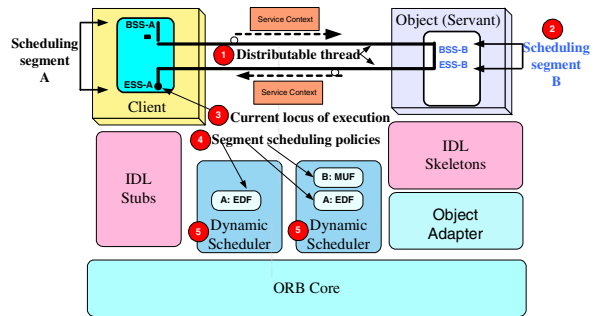 Service Context
Object (Servant)
2
BSS-A
Scheduling
segment
A
1
Distributable thread
BSS-B
ESS-B
Scheduling
segment
B
ESS-A
Service Context
Client
3
Current locus of execution
4
Segment scheduling policies
IDL
Stubs
IDL
Skeletons
B: MUF
A: EDF
A: EDF
5
Dynamic
Scheduler
5
Dynamic
Scheduler
Object
Adapter
ORB Core